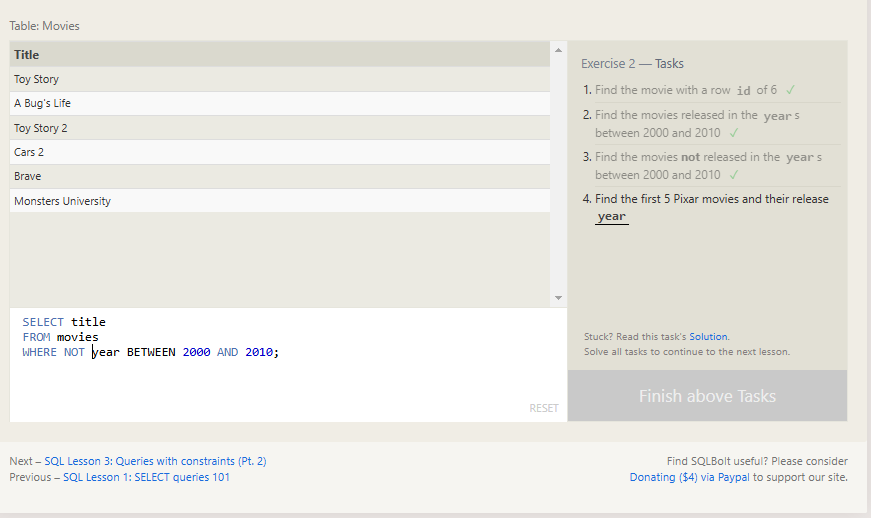 Table: Movies
Title
Toy Story
A Bug's Life
Toy Story 2
Cars 2
Brave
Monsters University
SELECT title
FROM movies
WHERE NOT year BETWEEN 2000 AND 2010;
RESET
Exercise 2 — Tasks
1. Find the movie with a row id of 6 ✓
2. Find the movies released in the year s
between 2000 and 2010 ✓
3. Find the movies not released in the year s
between 2000 and 2010 ✓
4. Find the first 5 Pixar movies and their release
year
Stuck? Read this task's Solution.
Solve all tasks to continue to the next lesson.
Finish above Tasks
Next – SQL Lesson 3: Queries with constraints (Pt. 2)
Previous – SQL Lesson 1: SELECT queries 101
Find SQLBolt useful? Please consider
Donating ($4) via Paypal to support our site.